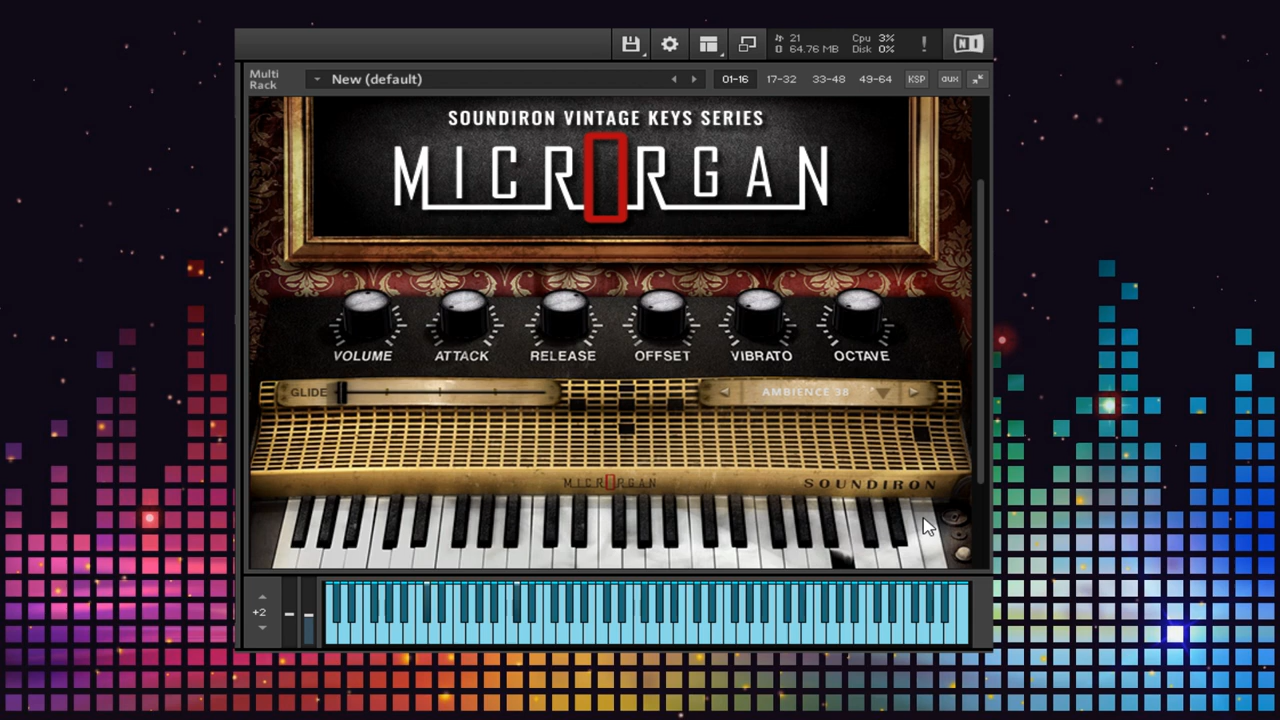 21
64.76 MB
Cpu 3%
Disk 0%
!
NI
Multi
Rack
New (default)
01-16 17-32 33-48 49-64 KSP aux
SOUNDIRON VINTAGE KEYS SERIES
MICRORGAN
VOLUME ATTACK RELEASE OFFSET VIBRATO OCTAVE
GLIDE AMBIENCE 38
MICRORGAN SOUNDIRON
+2